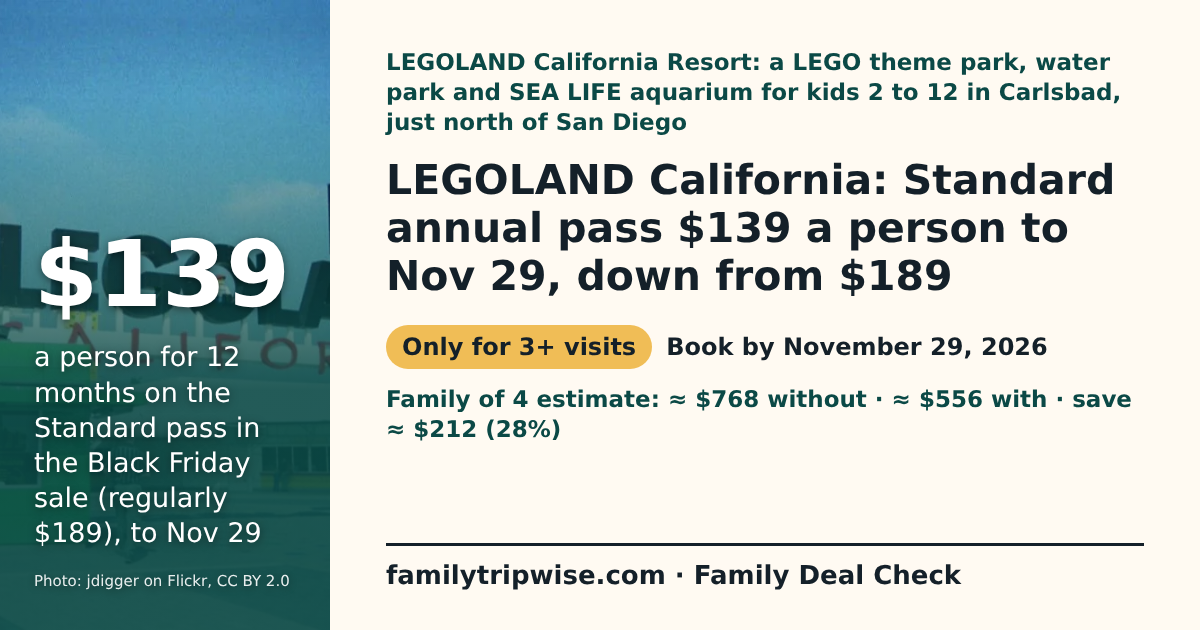 LEGOLAND California Resort: a LEGO theme park, water
park and SEA LIFE aquarium for kids 2 to 12 in Carlsbad,
just north of San Diego
LEGOLAND California: Standard
annual pass $139 a person to
Nov 29, down from $189
Only for 3+ visits
Book by November 29, 2026
Family of 4 estimate: ≈ $768 without · ≈ $556 with · save
≈ $212 (28%)
familytripwise.com · Family Deal Check
$139
a person for 12
months on the
Standard pass in
the Black Friday
sale (regularly
$189), to Nov 29
Photo: jdigger on Flickr, CC BY 2.0